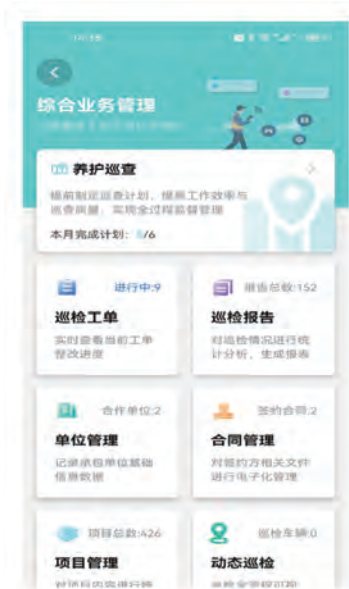 综合业务管理
养护巡查
提前制定巡查计划，提高工作效率与
巡查质量，实现全过程监督管理
本月完成计划： /6
进行中:9
巡检工单
实时查看当前工单
整改进度
报告总数:152
巡检报告
对巡检情况进行统
计分析，生成报表
合作单位:2
单位管理
记录承包单位基础
信息数据
签约合同:2
合同管理
对签约方相关文件
进行电子化管理
项目总数:426
项目管理
巡检车辆:0
动态巡检